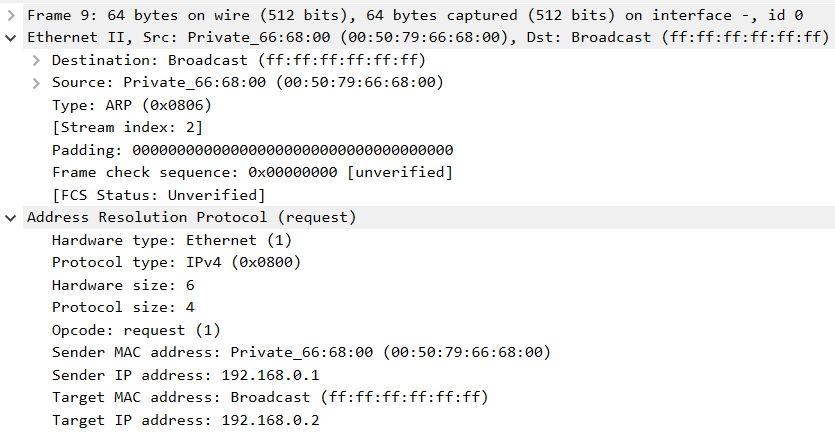 Frame 9: 64 bytes on wire (512 bits), 64 bytes captured (512 bits) on interface -, id 0
Ethernet II, Src: Private_66:68:00 (00:50:79:66:68:00), Dst: Broadcast (ff:ff:ff:ff:ff:ff)
Destination: Broadcast (ff:ff:ff:ff:ff:ff)
Source: Private_66:68:00 (00:50:79:66:68:00)
Type: ARP (0x0806)
[Stream index: 2]
Padding: 000000000000000000000000000000000000
Frame check sequence: 0x00000000 [unverified]
[FCS Status: Unverified]
Address Resolution Protocol (request)
Hardware type: Ethernet (1)
Protocol type: IPv4 (0x0800)
Hardware size: 6
Protocol size: 4
Opcode: request (1)
Sender MAC address: Private_66:68:00 (00:50:79:66:68:00)
Sender IP address: 192.168.0.1
Target MAC address: Broadcast (ff:ff:ff:ff:ff:ff)
Target IP address: 192.168.0.2